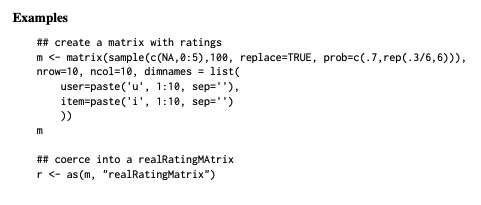 Examples
## create a matrix with ratings
m <- matrix(sample(c(NA,0:5),100, replace=TRUE, prob=c(.7,rep(.3/6,6))),
nrow=10, ncol=10, dimnames = list(
user=paste('u', 1:10, sep=''),
item=paste('i', 1:10, sep='')
))
m
## coerce into a realRatingMAtrix
r <- as(m, "realRatingMatrix")